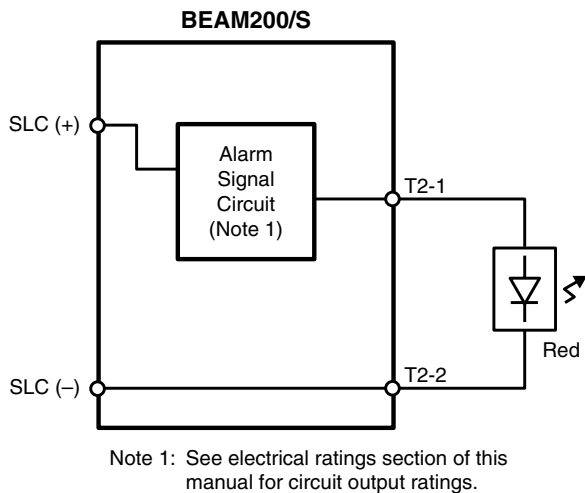 BEAM200/S
SLC (+)
Alarm
Signal
Circuit
(Note 1)
T2-1
Red
SLC (–)
T2-2
Note 1: See electrical ratings section of this
manual for circuit output ratings.